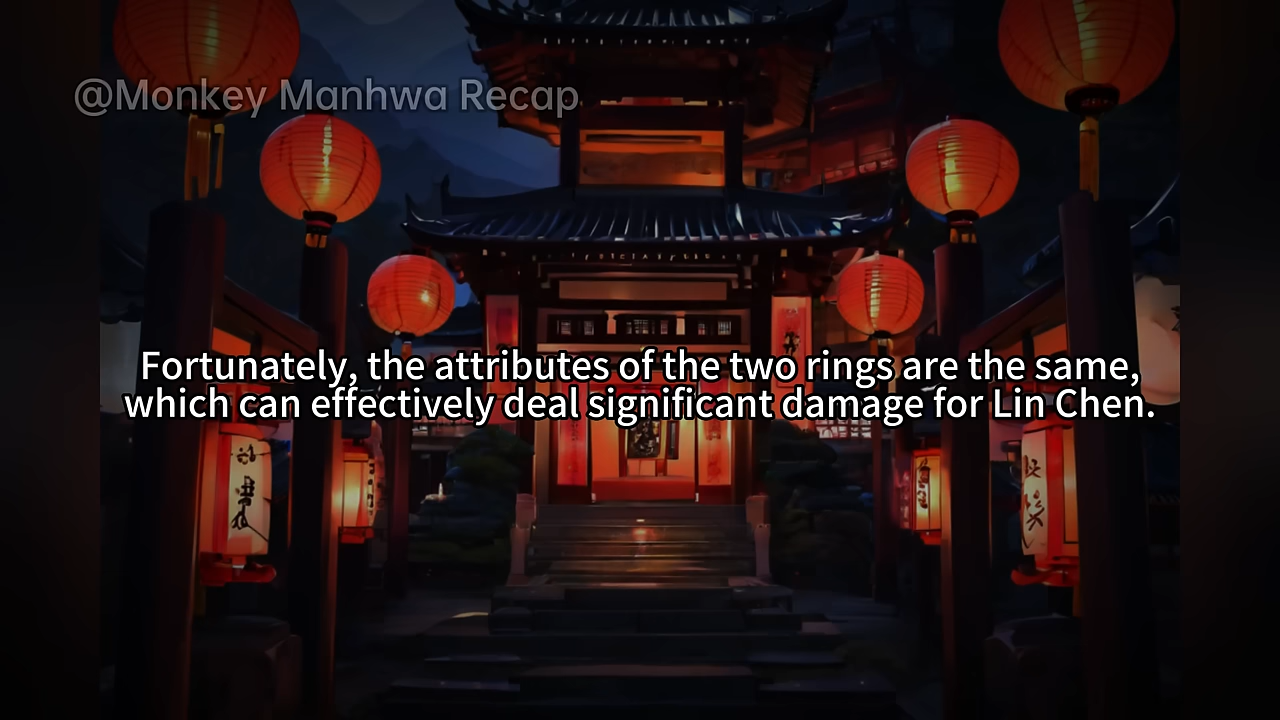 @Monkey Manhwa Recap
Fortunately, the attributes of the two rings are the same,
which can effectively deal significant damage for Lin Chen.